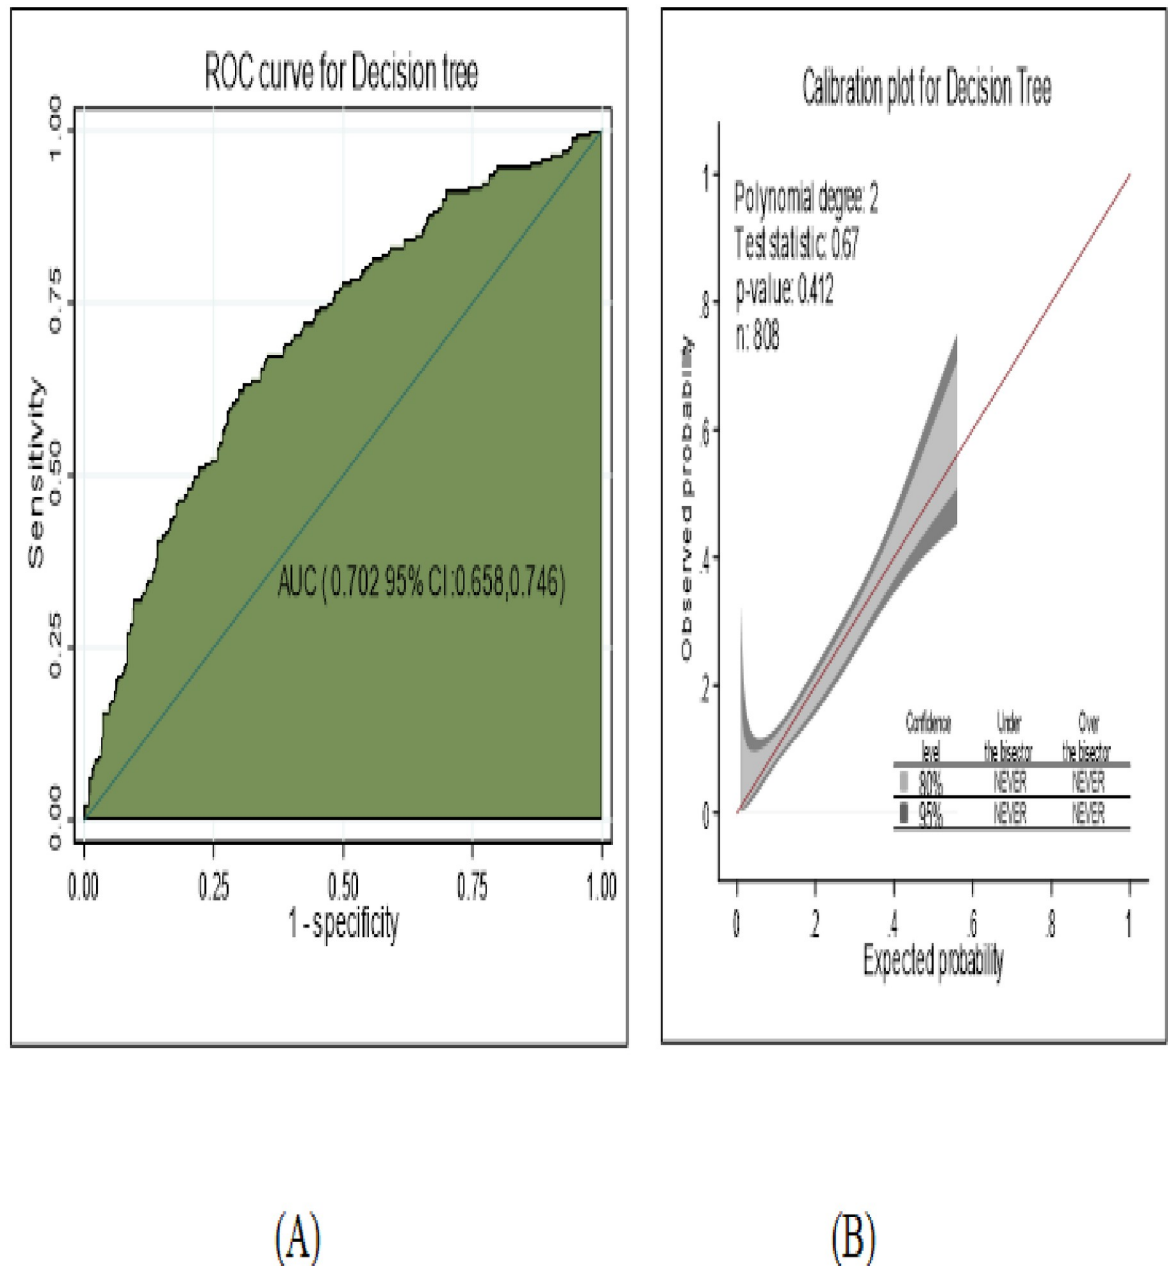 ROC curve for Decision tree
Sensitivity
1.00
0.75
0.50
0.25
0.00
AUC ( 0.702 95% CI :0.658,0.746)
0.00 0.25 0.50 0.75 1.00
1 - specificity
(A)
Calibration plot for Decision Tree
Polynomial degree: 2
Test statistic: 0.67
p-value: 0.412
n: 808
Observed probability
1
.8
.6
.4
.2
0
Confidence level Under the bisector Over the bisector
80% NEVER NEVER
95% NEVER NEVER
0 .2 .4 .6 .8 1
Expected probability
(B)